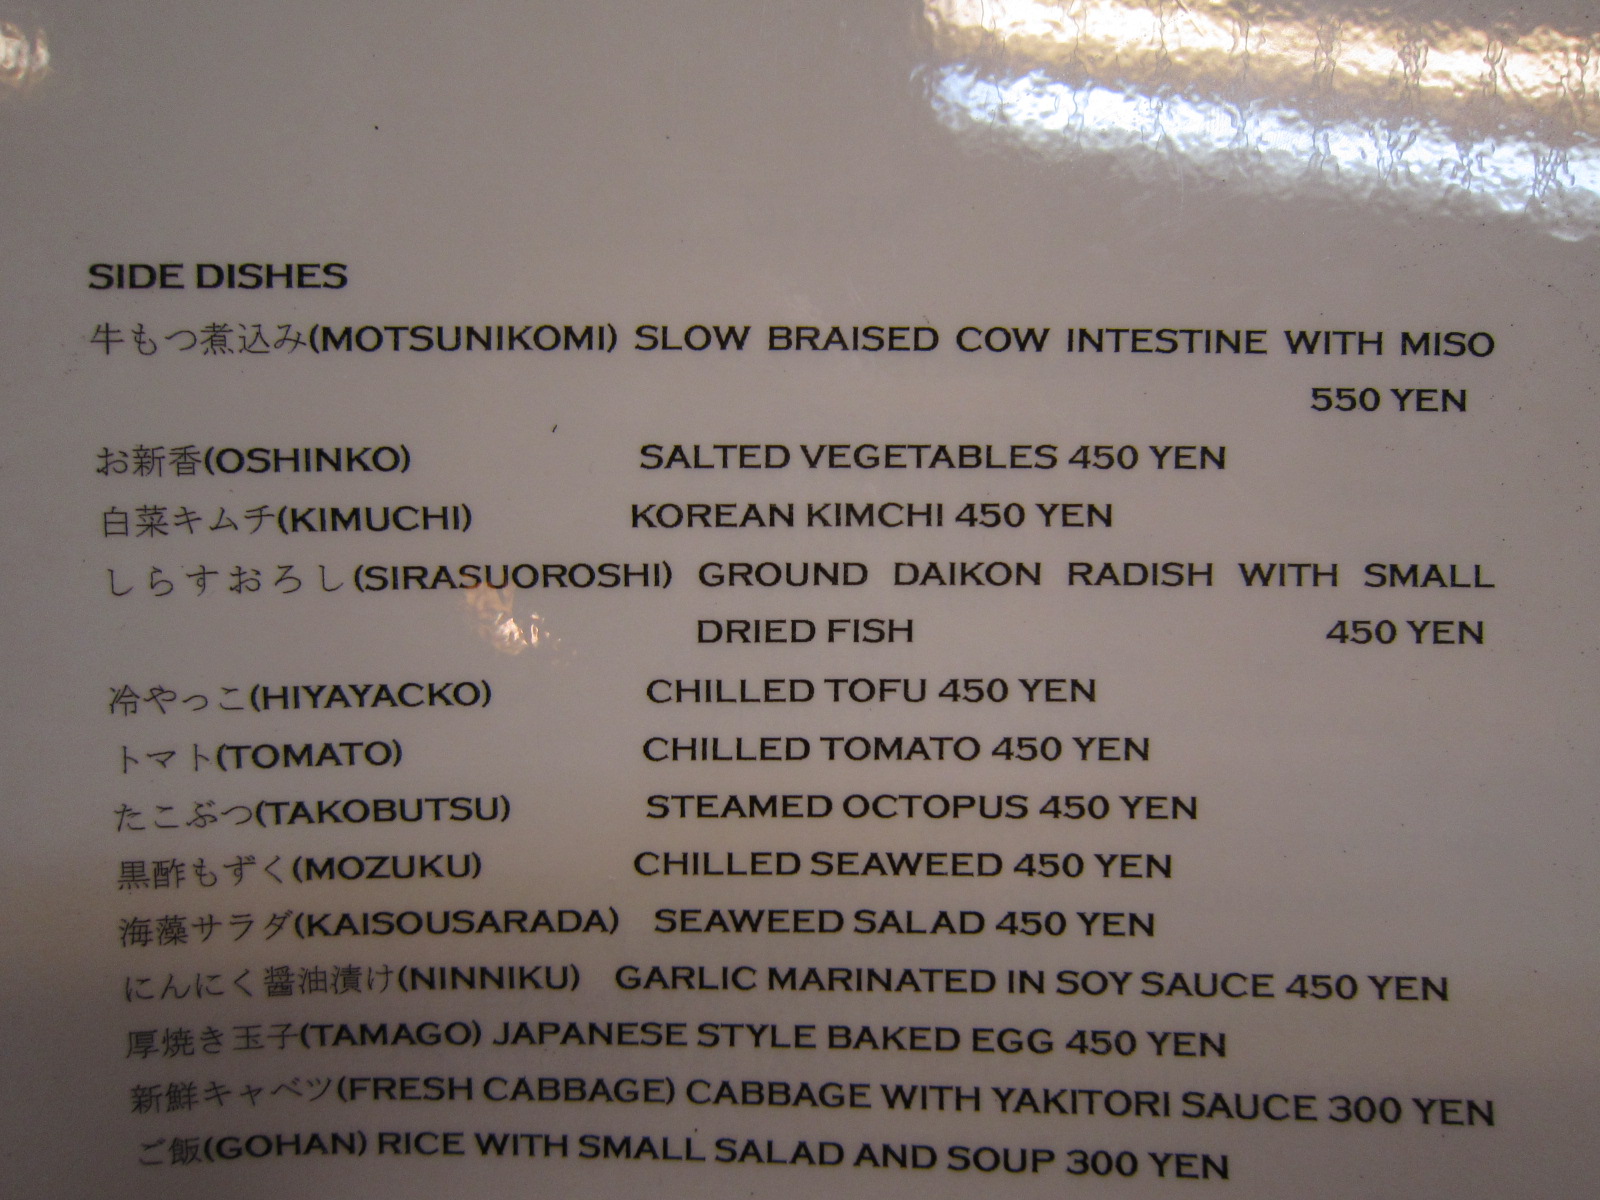 SIDE DISHES
牛もつ煮込み(MOTSUNIKOMI) SLOW BRAISED COW INTESTINE WITH MISO
550 YEN
お新香(OSHINKO) SALTED VEGETABLES 450 YEN
白菜キムチ(KIMUCHI) KOREAN KIMCHI 450 YEN
しらすおろし(SIRASUOROSHI) GROUND DAIKON RADISH WITH SMALL
DRIED FISH 450 YEN
冷やっこ(HIYAYACKO) CHILLED TOFU 450 YEN
トマト(TOMATO) CHILLED TOMATO 450 YEN
たこぶつ(TAKOBUTSU) STEAMED OCTOPUS 450 YEN
黒酢もずく(MOZUKU) CHILLED SEAWEED 450 YEN
海藻サラダ(KAISOUSARADA) SEAWEED SALAD 450 YEN
にんにく醤油漬け(NINNIKU) GARLIC MARINATED IN SOY SAUCE 450 YEN
厚焼き玉子(TAMAGO) JAPANESE STYLE BAKED EGG 450 YEN
新鮮キャベツ(FRESH CABBAGE) CABBAGE WITH YAKITORI SAUCE 300 YEN
ご飯(GOHAN) RICE WITH SMALL SALAD AND SOUP 300 YEN